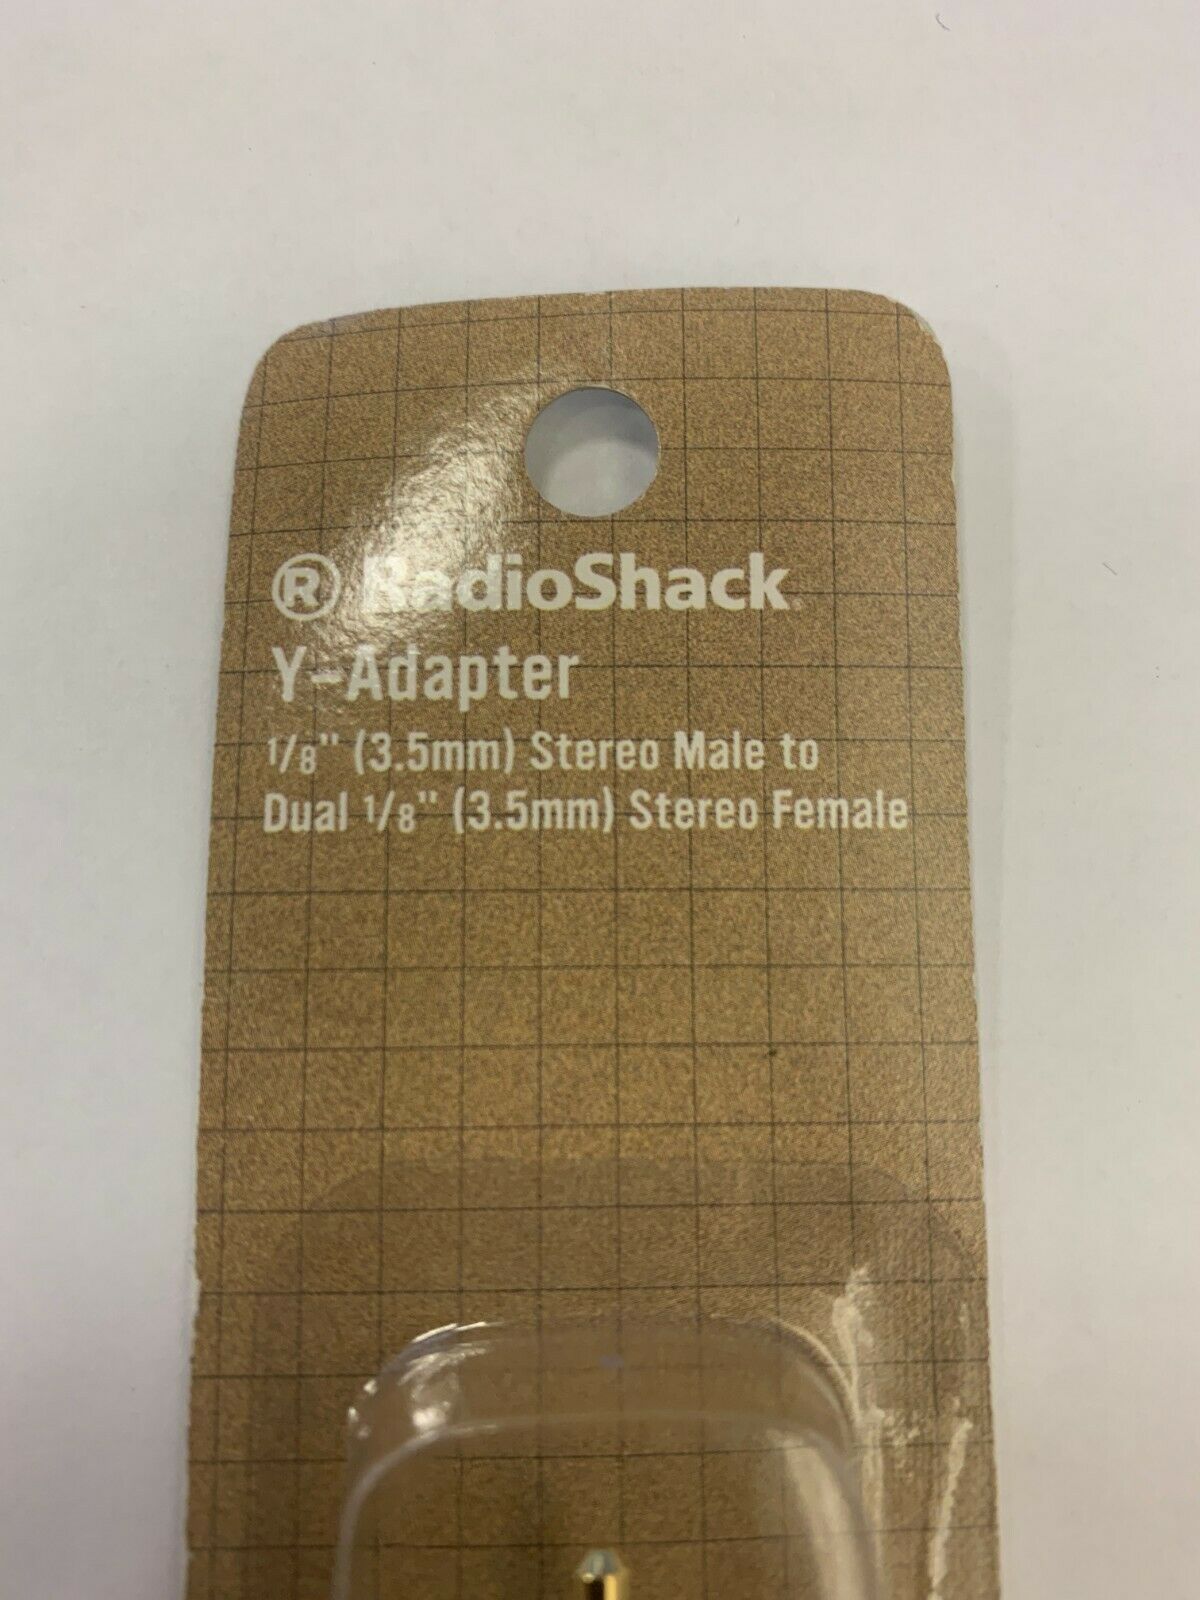 ® RadioShack
Y-Adapter
1/8" (3.5mm) Stereo Male to
Dual 1/8" (3.5mm) Stereo Female